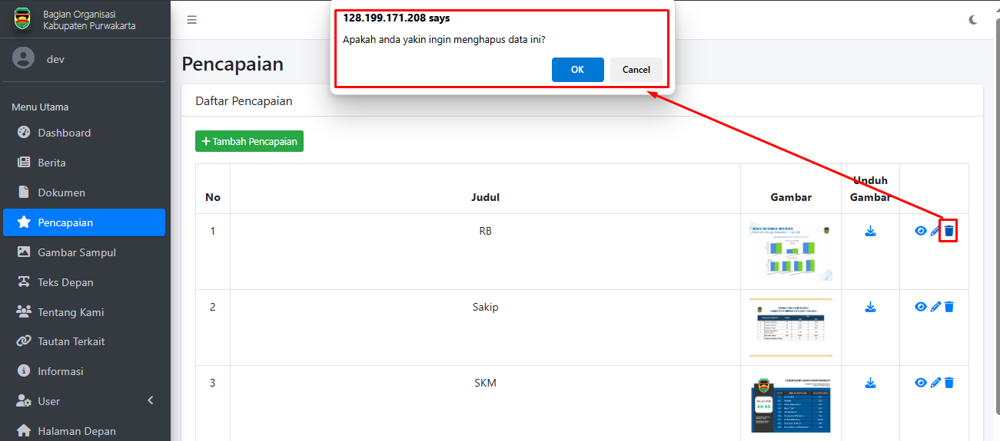 Bagian Organisasi
Kabupaten Purwakarta
dev
Menu Utama
Dashboard
Berita
Dokumen
Pencapaian
Gambar Sampul
Teks Depan
Tentang Kami
Tautan Terkait
Informasi
User
Halaman Depan
128.199.171.208 says
Apakah anda yakin ingin menghapus data ini?
OK
Cancel
Pencapaian
Daftar Pencapaian
Tambah Pencapaian
No
Judul
Gambar
Unduh
Gambar
1
RB
2
Sakip
3
SKM